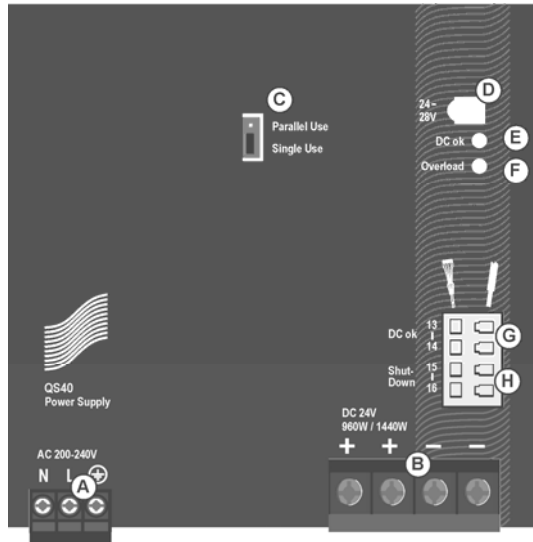 C
Parallel Use
Single Use
D
24–
28V
DC ok
E
Overload
F
DC ok
13
14
G
Shut-
Down
15
16
H
QS40
Power Supply
DC 24V
960W / 1440W
+ + – –
B
AC 200-240V
N L
A